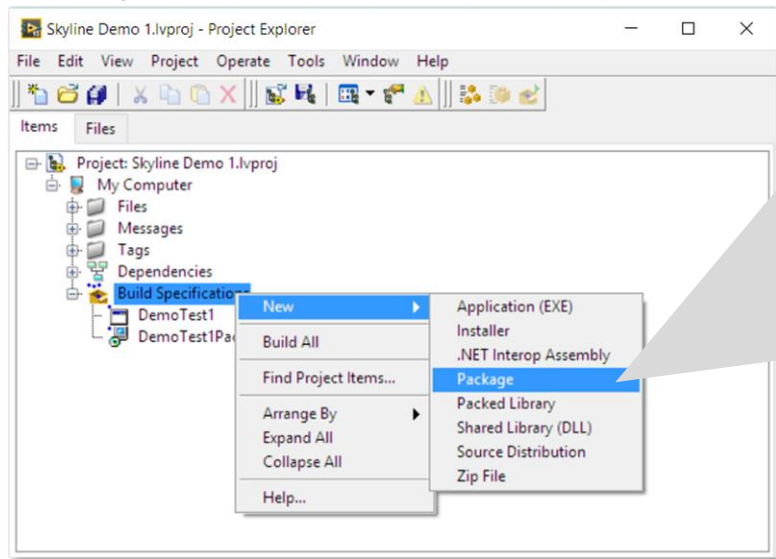 Skyline Demo 1.lvproj - Project Explorer
File Edit View Project Operate Tools Window Help
Items Files
Project: Skyline Demo 1.lvproj
My Computer
Files
Messages
Tags
Dependencies
Build Specifications
DemoTest1
DemoTest1Pa
New
Build All
Find Project Items...
Arrange By
Expand All
Collapse All
Help...
Application (EXE)
Installer
.NET Interop Assembly
Package
Packed Library
Shared Library (DLL)
Source Distribution
Zip File